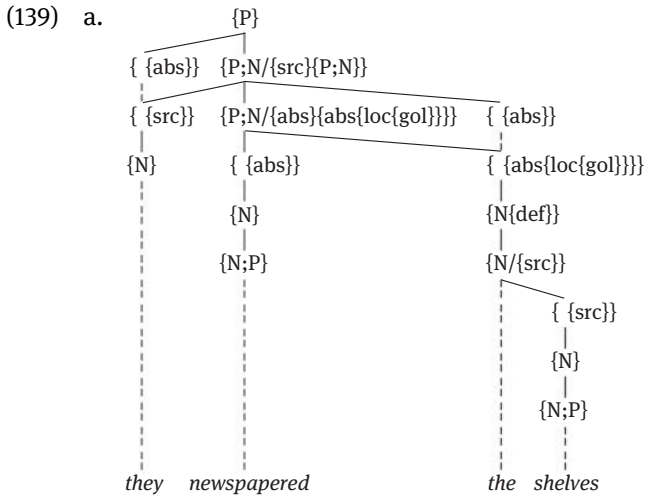 (139) a. {P}
{ {abs}} {P;N/{src}{P;N}}
{ {src}} {P;N/{abs}{abs{loc{gol}}}} { {abs}}
{N} { {abs}} { {abs{loc{gol}}}}
{N} {N{def}}
{N;P} {N/{src}}
{ {src}}
{N}
{N;P}
they newspapered the shelves